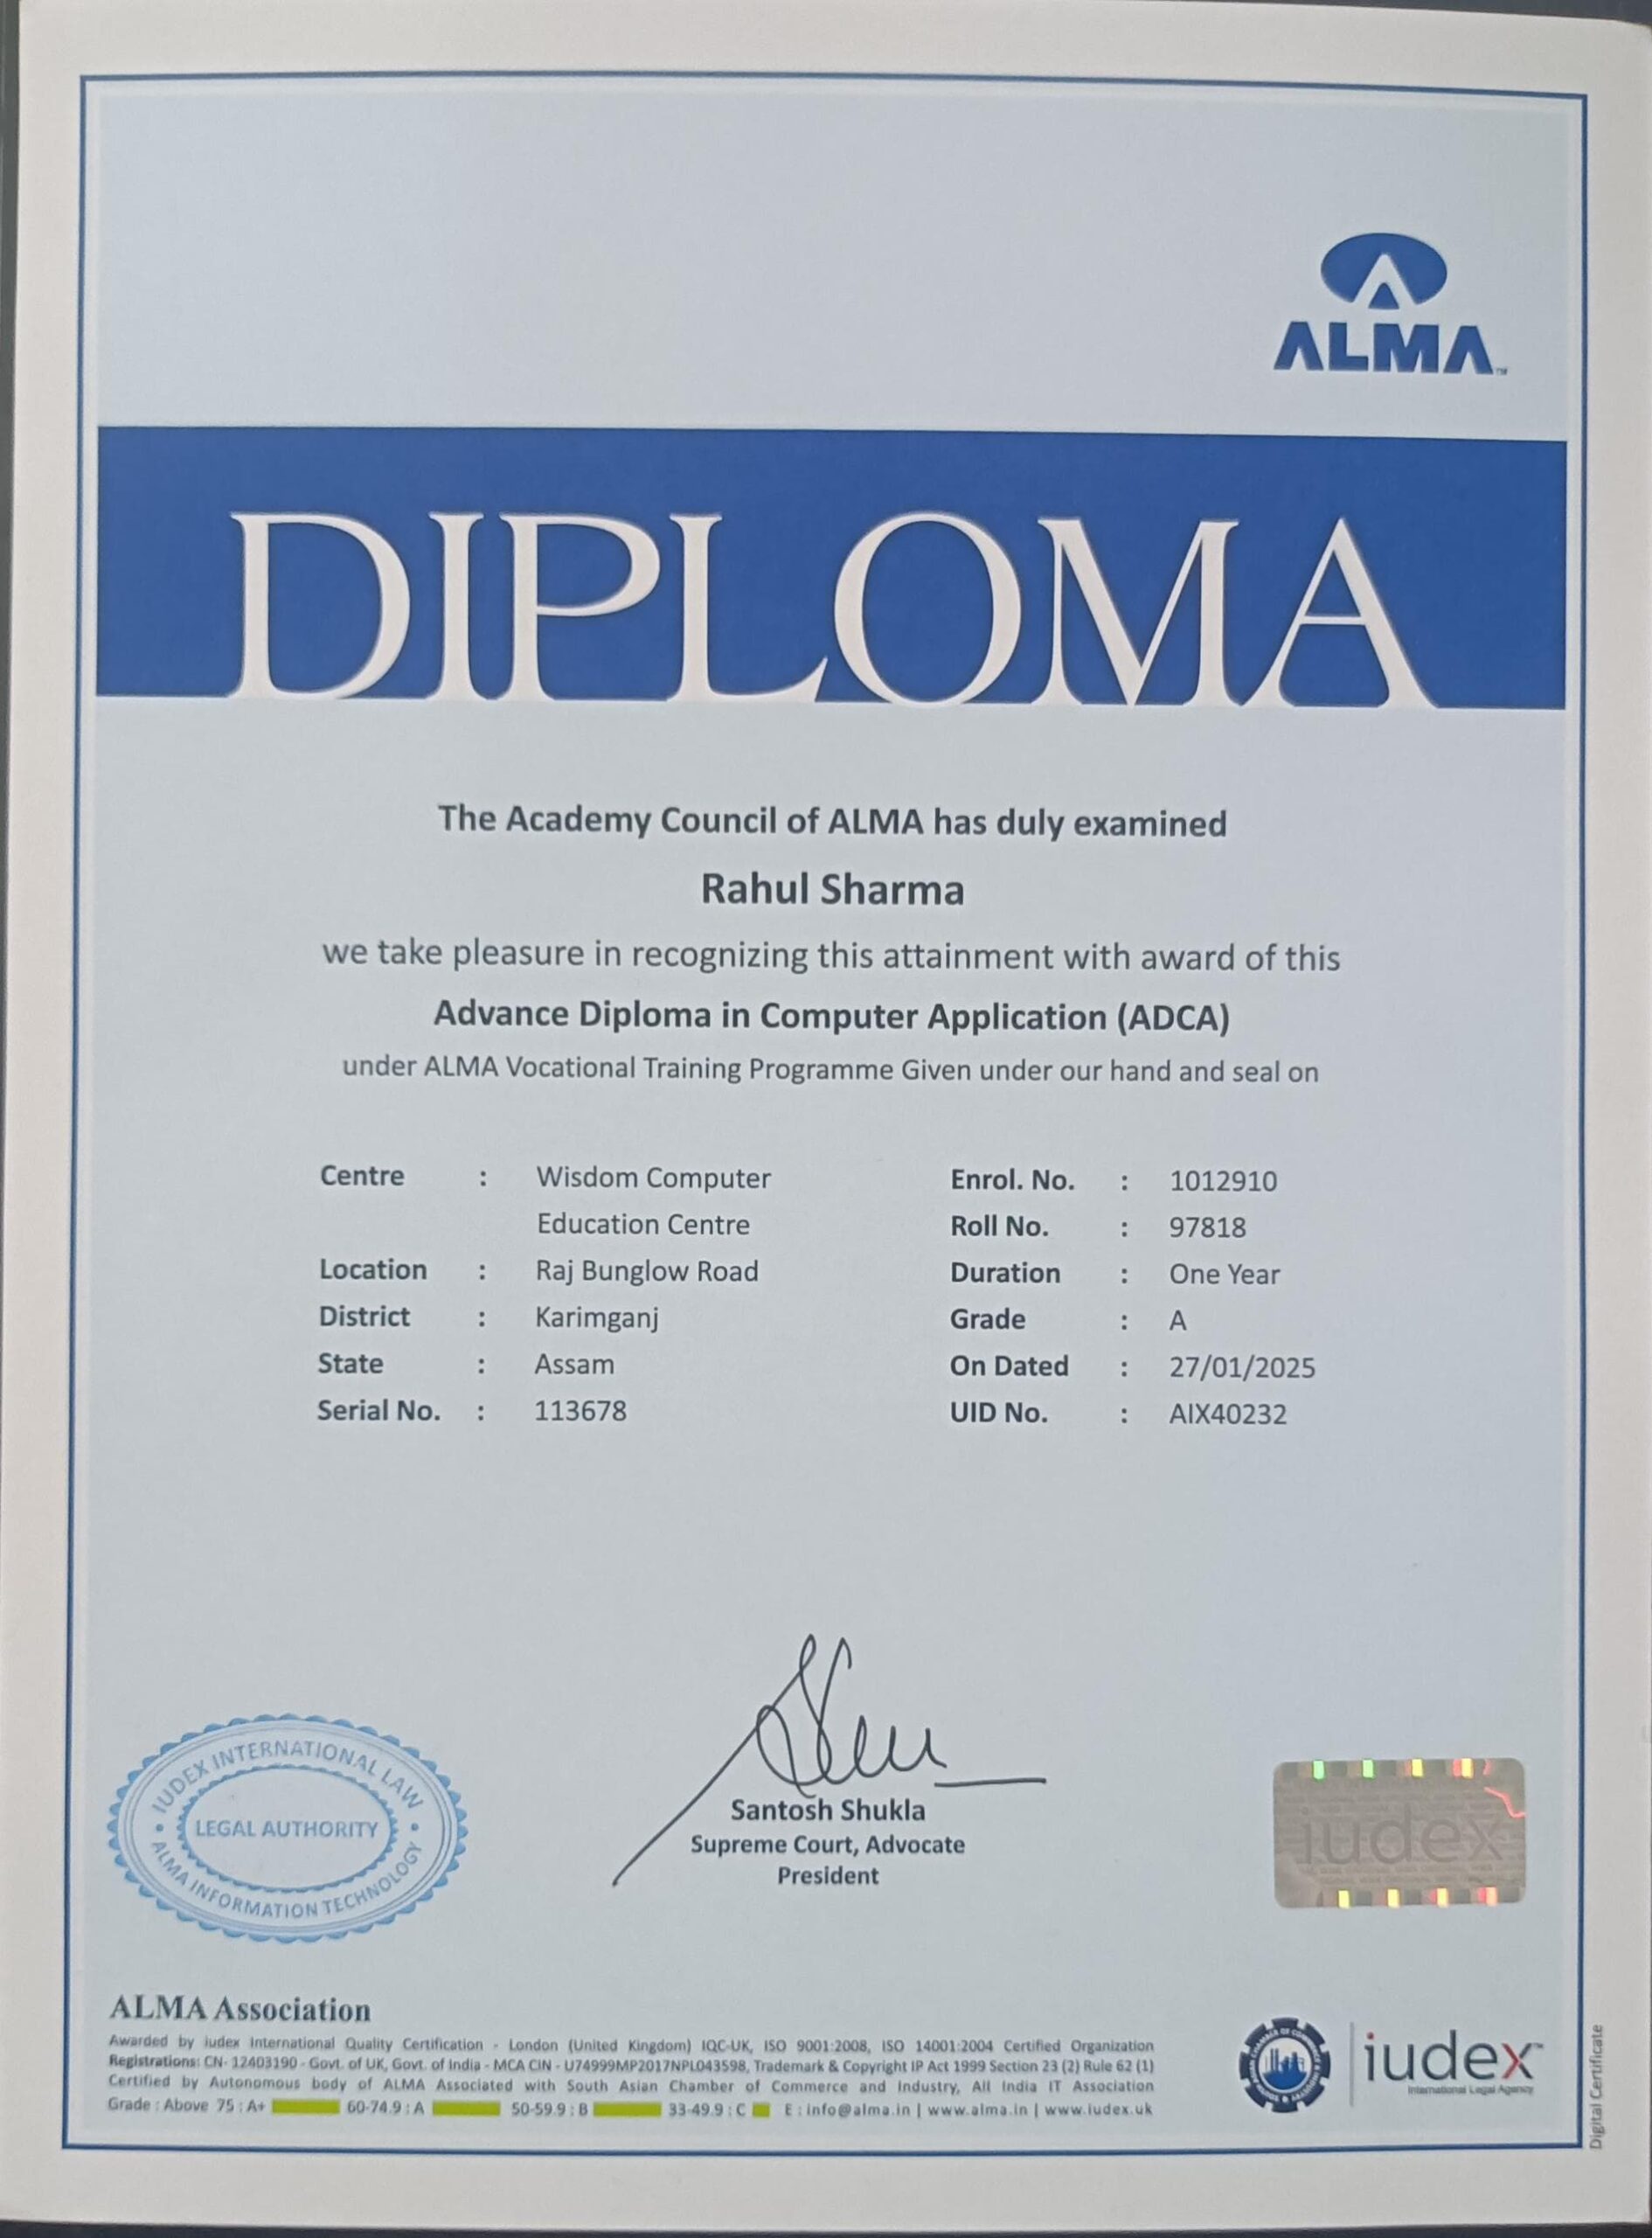 ALMA
DIPLOMA
The Academy Council of ALMA has duly examined
Rahul Sharma
we take pleasure in recognizing this attainment with award of this
Advance Diploma in Computer Application (ADCA)
under ALMA Vocational Training Programme Given under our hand and seal on
Centre : Wisdom Computer
Education Centre
Location : Raj Bunglow Road
District : Karimganj
State : Assam
Serial No. : 113678
Enrol. No. : 1012910
Roll No. : 97818
Duration : One Year
Grade : A
On Dated : 27/01/2025
UID No. : AIX40232
IUDEX INTERNATIONAL LAW
LEGAL AUTHORITY
ALMA INFORMATION TECHNOLOGY
Santosh Shukla
Supreme Court, Advocate
President
iudex
ALMA Association
Awarded by iudex International Quality Certification - London (United Kingdom) IQC-UK, ISO 9001:2008, ISO 14001:2004 Certified Organization
Registrations: CN- 12403190 - Govt. of UK, Govt. of India - MCA CIN - U74999MP2017NPL043598, Trademark & Copyright IP Act 1999 Section 23 (2) Rule 62 (1)
Certified by Autonomous body of ALMA Associated with South Asian Chamber of Commerce and Industry, All India IT Association
Grade : Above 75 : A+ 60-74.9 : A 50-59.9 : B 33-49.9 : C E : info@alma.in | www.alma.in | www.iudex.uk
iudex
International Legal Agency
Digital Certificate